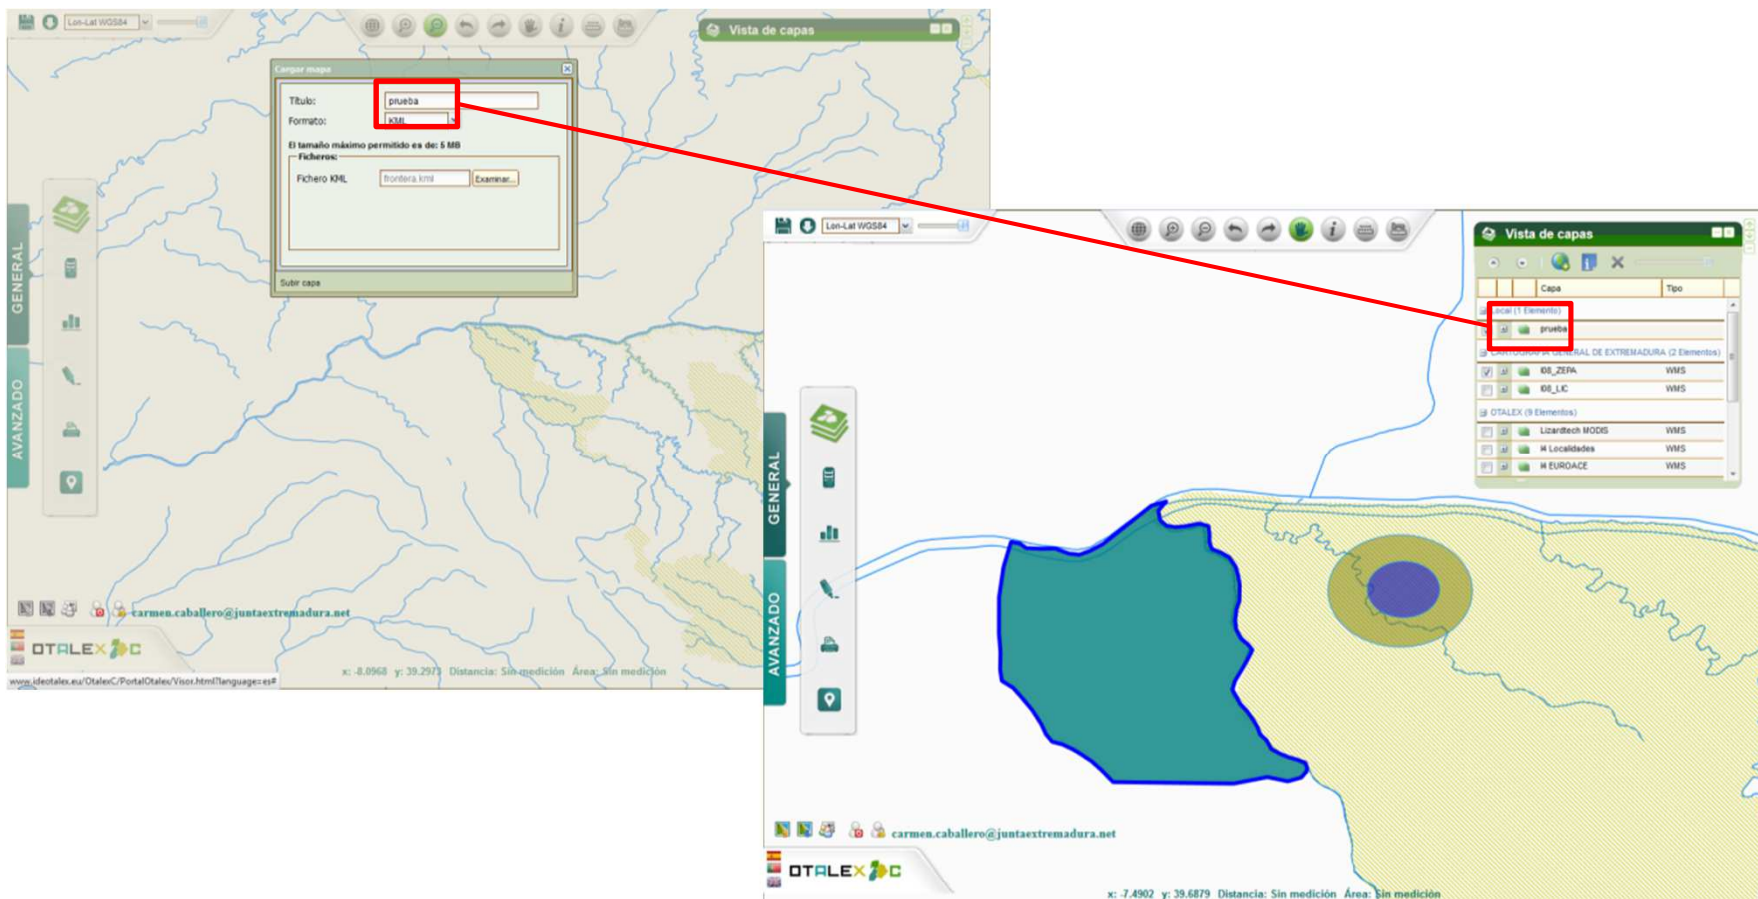 Lon-Lat WGS84
Vista de capas
Cargar mapa
Título: prueba
Formato: KML
El tamaño máximo permitido es de: 5 MB
Ficheros:
Fichero KML frontera.kml Examinar...
Subir capa
GENERAL
AVANZADO
carmen.caballero@juntaextremadura.net
OTALEX C
x: -8.0968 y: 39.2973 Distancia: Sin medición Área: Sin medición
www.ideotalex.eu/OtalexC/PortalOtalex/Visor.html?language=es#
Lon-Lat WGS84
Vista de capas
Capa Tipo
Local (1 Elemento)
prueba
CARTOGRAFIA GENERAL DE EXTREMADURA (2 Elementos)
I08_ZEPA WMS
I08_LIC WMS
OTALEX (9 Elementos)
Lizardtech MODIS WMS
I4 Localidades WMS
I4 EUROACE WMS
GENERAL
AVANZADO
carmen.caballero@juntaextremadura.net
OTALEX C
x: -7.4902 y: 39.6879 Distancia: Sin medición Área: Sin medición